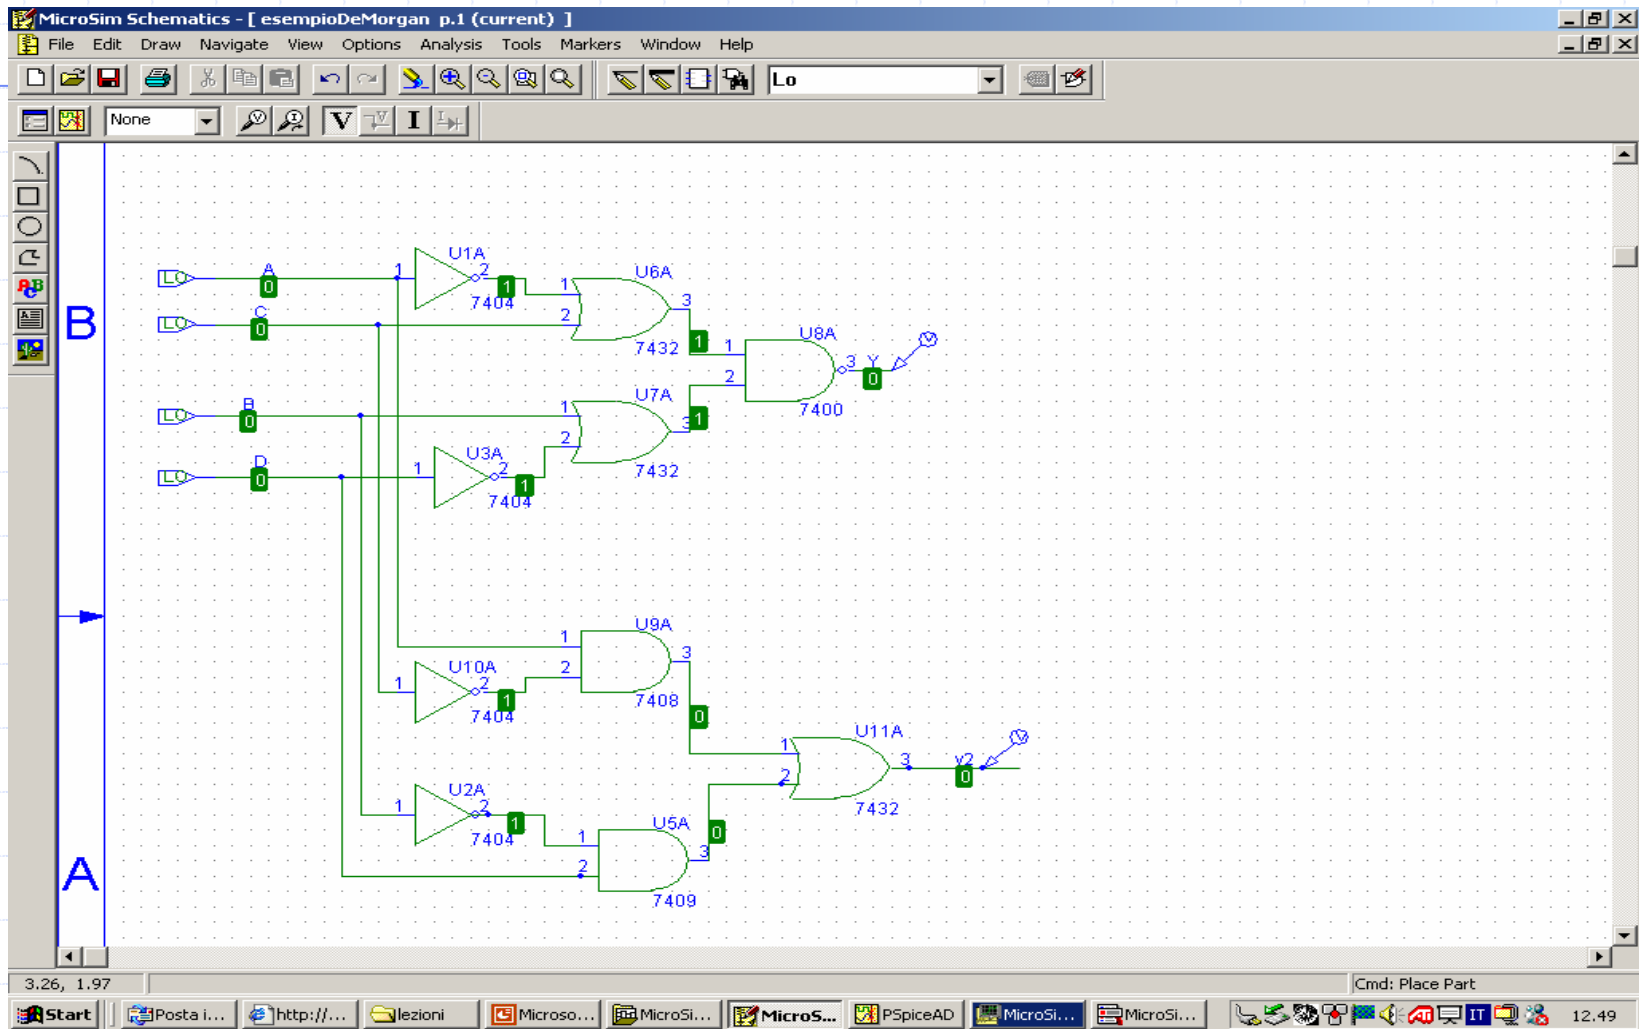 MicroSim Schematics - [ esempioDeMorgan p.1 (current) ]
File Edit Draw Navigate View Options Analysis Tools Markers Window Help
Lo
None V V I I
ABC
B
A
LO A 0 1 U1A 2 1 7404
LO C 0
1 2 U6A 3 7432 1
LO B 0
LO D 0
1 U3A 2 1 7404
1 2 U7A 3 7432 1
1 2 U8A 3 7400 Y 0 V
1 2 U9A 3 7408 0
1 U10A 2 1 7404
1 U2A 2 1 7404
1 2 U5A 3 7409 0
1 2 U11A 3 7432 v2 0 V
3.26, 1.97 Cmd: Place Part
Start Posta i... http://... lezioni Microso... MicroSi... MicroS... PSpiceAD MicroSi... MicroSi... IT 12.49